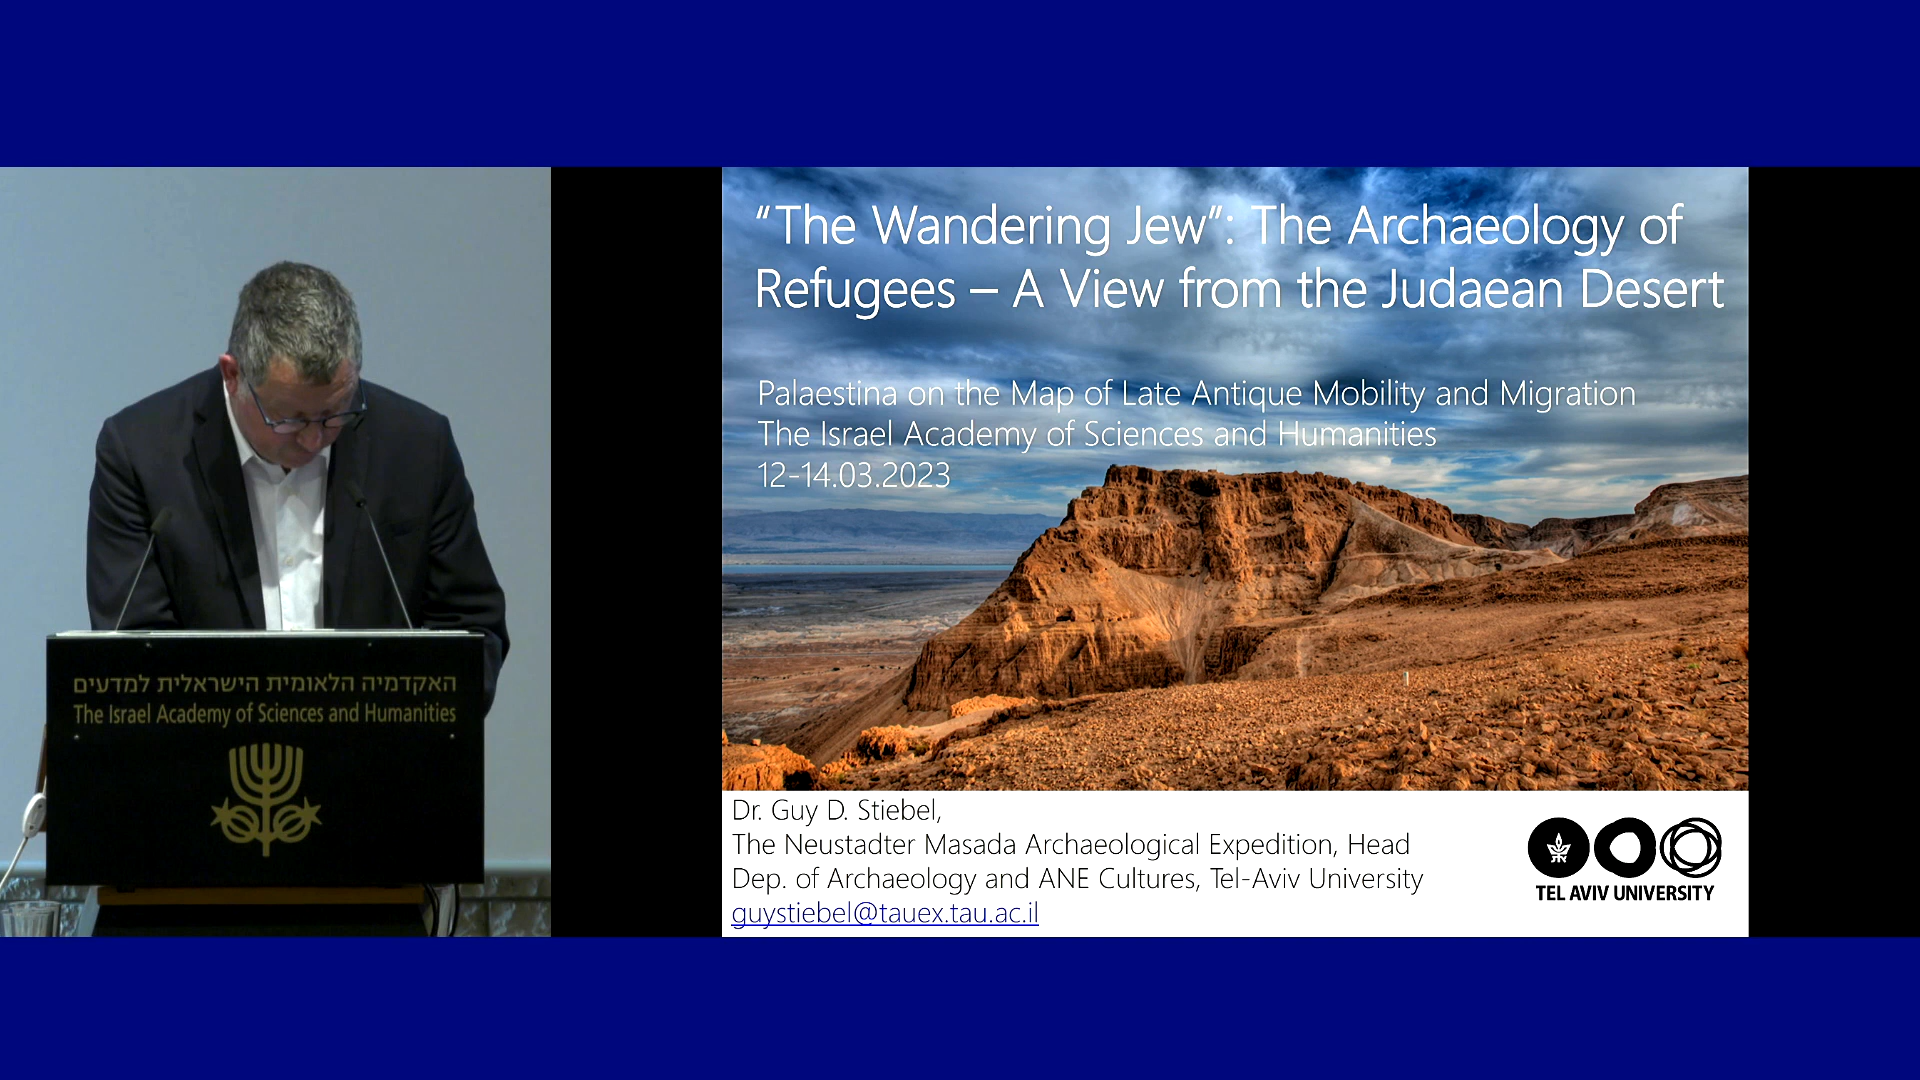 האקדמיה הלאומית הישראלית למדעים
The Israel Academy of Sciences and Humanities
“The Wandering Jew”: The Archaeology of
Refugees – A View from the Judaean Desert
Palaestina on the Map of Late Antique Mobility and Migration
The Israel Academy of Sciences and Humanities
12-14.03.2023
Dr. Guy D. Stiebel,
The Neustadter Masada Archaeological Expedition, Head
Dep. of Archaeology and ANE Cultures, Tel-Aviv University
guystiebel@tauex.tau.ac.il
TEL AVIV UNIVERSITY